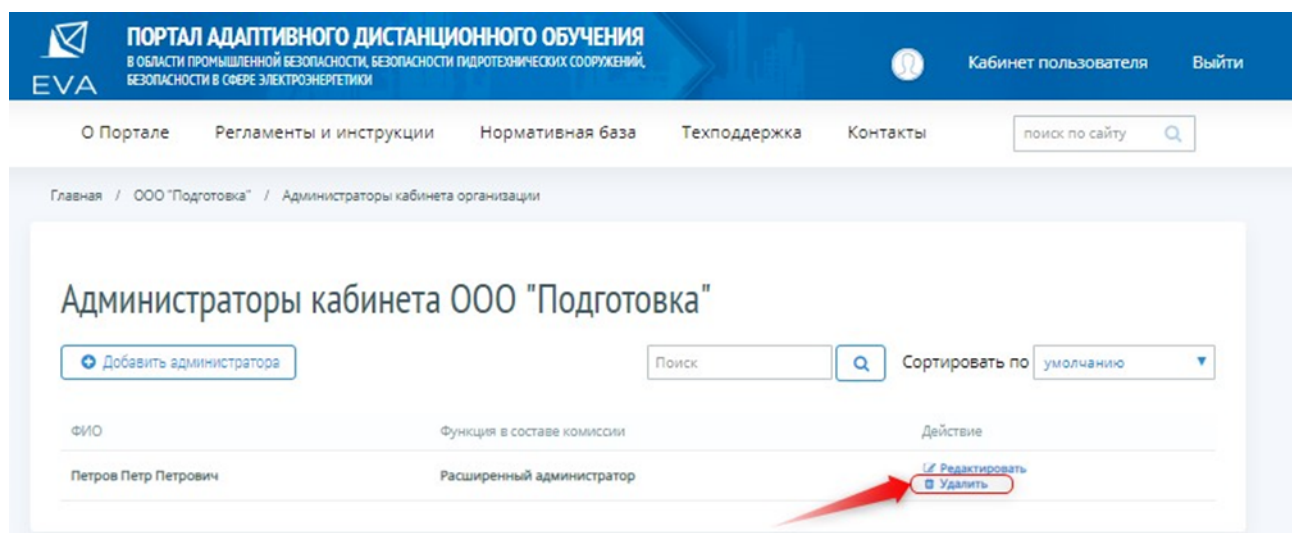 EVA
ПОРТАЛ АДАПТИВНОГО ДИСТАНЦИОННОГО ОБУЧЕНИЯ
В ОБЛАСТИ ПРОМЫШЛЕННОЙ БЕЗОПАСНОСТИ, БЕЗОПАСНОСТИ ГИДРОТЕХНИЧЕСКИХ СООРУЖЕНИЙ,
БЕЗОПАСНОСТИ В СФЕРЕ ЭЛЕКТРОЭНЕРГЕТИКИ
Кабинет пользователя Выйти
О Портале Регламенты и инструкции Нормативная база Техподдержка Контакты поиск по сайту
Главная / ООО "Подготовка" / Администраторы кабинета организации
Администраторы кабинета ООО "Подготовка"
Добавить администратора Поиск Сортировать по умолчанию
ФИО Функция в составе комиссии Действие
Петров Петр Петрович Расширенный администратор Редактировать
Удалить